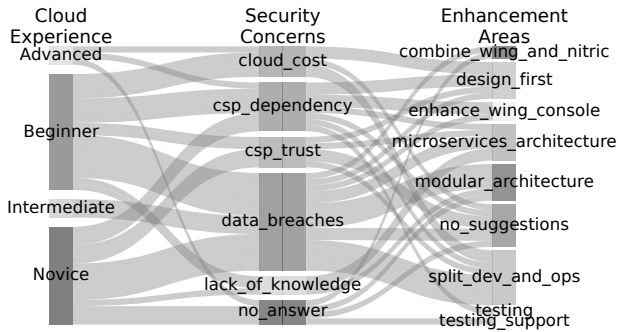 Cloud
Experience
Security
Concerns
Enhancement
Areas
Advanced
Beginner
Intermediate
Novice
cloud_cost
csp_dependency
csp_trust
data_breaches
lack_of_knowledge
no_answer
combine_wing_and_nitric
design_first
enhance_wing_console
microservices_architecture
modular_architecture
no_suggestions
split_dev_and_ops
testing
testing_support